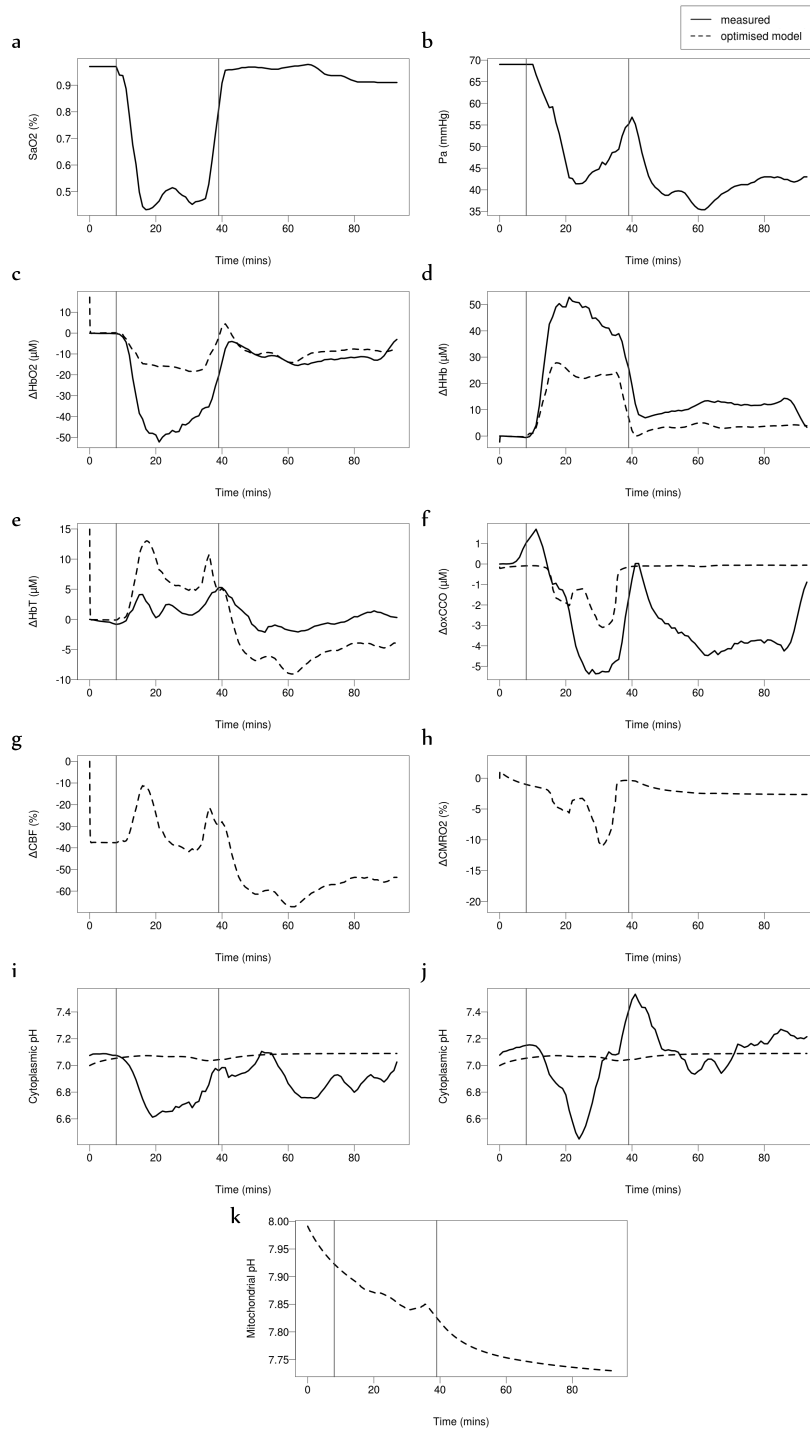 measured
optimised model
a
0.9
0.8
0.7
0.6
0.5
SaO2 (%)
0 20 40 60 80
Time (mins)
b
70
65
60
55
50
45
40
35
Pa (mmHg)
0 20 40 60 80
Time (mins)
c
10
0
-10
-20
-30
-40
-50
ΔHbO2 (µM)
0 20 40 60 80
Time (mins)
d
50
40
30
20
10
0
ΔHHb (µM)
0 20 40 60 80
Time (mins)
e
15
10
5
0
-5
-10
ΔHbT (µM)
0 20 40 60 80
Time (mins)
f
1
0
-1
-2
-3
-4
-5
ΔoxCCO (µM)
0 20 40 60 80
Time (mins)
g
0
-10
-20
-30
-40
-50
-60
ΔCBF (%)
0 20 40 60 80
Time (mins)
h
0
-5
-10
-15
-20
ΔCMRO2 (%)
0 20 40 60 80
Time (mins)
i
7.4
7.2
7.0
6.8
6.6
Cytoplasmic pH
0 20 40 60 80
Time (mins)
j
7.4
7.2
7.0
6.8
6.6
Cytoplasmic pH
0 20 40 60 80
Time (mins)
k
8.00
7.95
7.90
7.85
7.80
7.75
Mitochondrial pH
0 20 40 60 80
Time (mins)